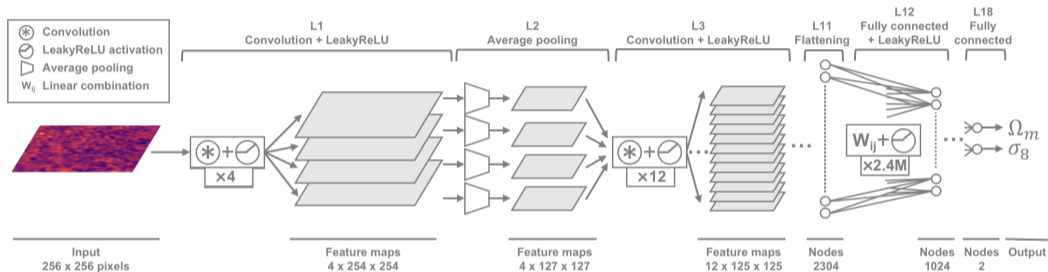 Convolution
LeakyReLU activation
Average pooling
Wij Linear combination
L1
Convolution + LeakyReLU
L2
Average pooling
L3
Convolution + LeakyReLU
L11
Flattening
L12
Fully connected
+ LeakyReLU
L18
Fully
connected
+
×4
+
×12
Wij+
×2.4M
Ωm
σ8
Input
256 x 256 pixels
Feature maps
4 x 254 x 254
Feature maps
4 x 127 x 127
Feature maps
12 x 125 x 125
Nodes
2304
Nodes
1024
Nodes
2
Output